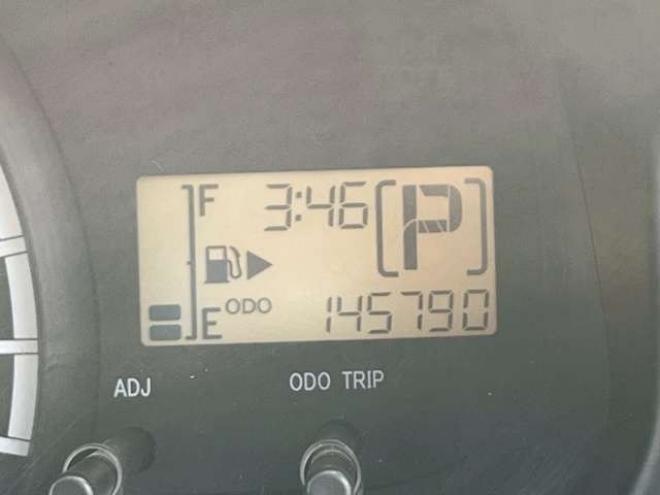 F 3:46 [P]
ODO
E 145790
ADJ
ODO TRIP